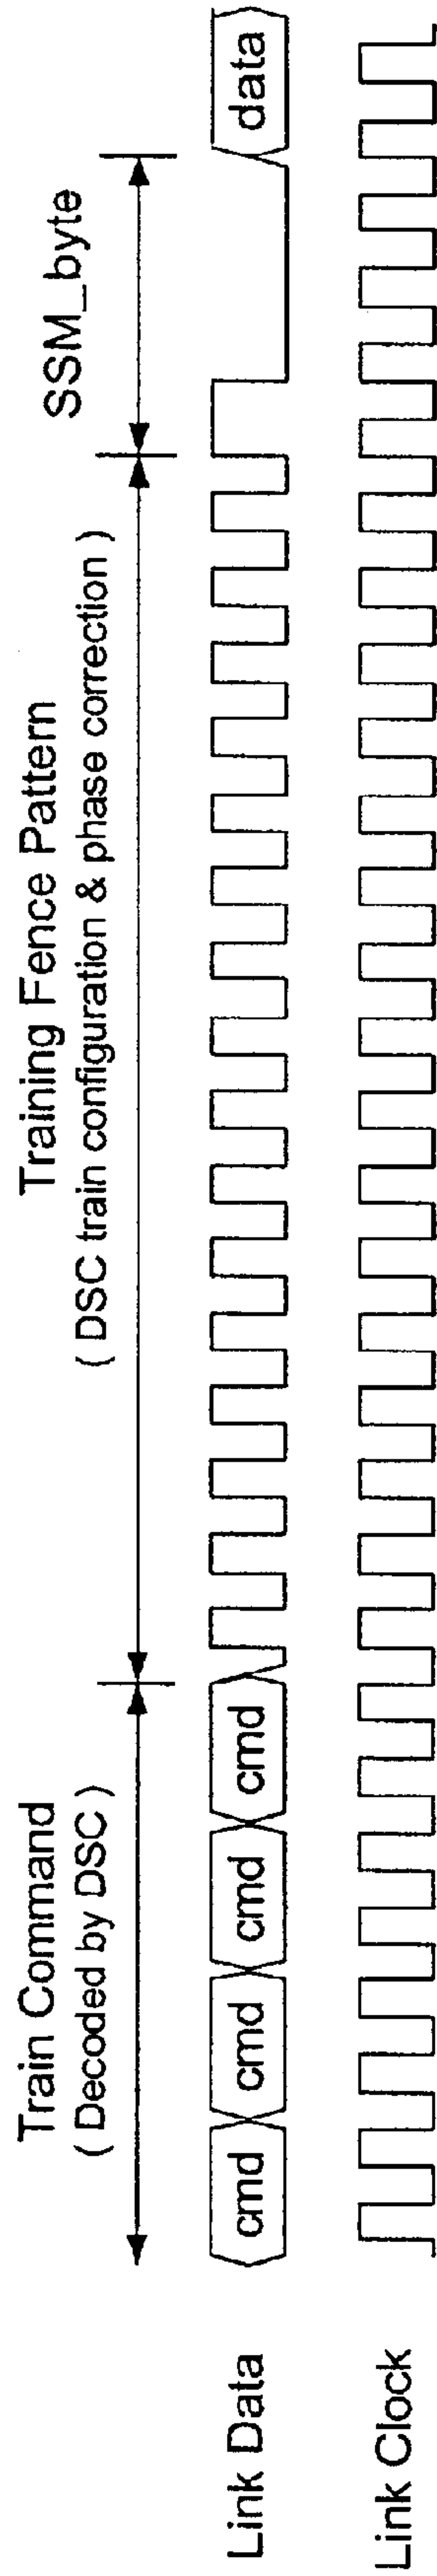 Train Command
( Decoded by DSC )
Training Fence Pattern
( DSC train configuration & phase correction )
SSM_byte
Link Data
cmd
cmd
cmd
cmd
data
Link Clock